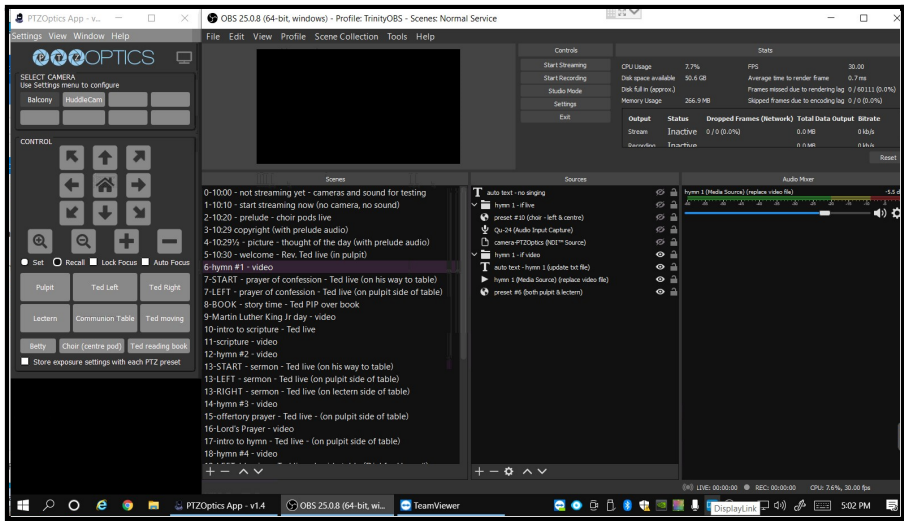 PTZOptics App - v...
Settings View Window Help
PTZOPTICS
SELECT CAMERA
Use Settings menu to configure
Balcony HuddleCam
CONTROL
Set Recall Lock Focus Auto Focus
Pulpit Ted Left Ted Right
Lectern Communion Table Ted moving
Betty Choir (centre pod) Ted reading book
Store exposure settings with each PTZ preset
OBS 25.0.8 (64-bit, windows) - Profile: TrinityOBS - Scenes: Normal Service
File Edit View Profile Scene Collection Tools Help
Controls
Start Streaming
Start Recording
Studio Mode
Settings
Exit
Stats
CPU Usage 7.7% FPS 30.00
Disk space available 50.6 GB Average time to render frame 0.7 ms
Disk full in (approx.) Frames missed due to rendering lag 0 / 60111 (0.0%)
Memory Usage 266.9 MB Skipped frames due to encoding lag 0 / 0 (0.0%)
Output Status Dropped Frames (Network) Total Data Output Bitrate
Stream Inactive 0 / 0 (0.0%) 0.0 MB 0 kb/s
Recording Inactive 0.0 MB 0 kb/s
Reset
Scenes
0-10:00 - not streaming yet - cameras and sound for testing
1-10:10 - start streaming now (no camera, no sound)
2-10:20 - prelude - choir pods live
3-10:29 copyright (with prelude audio)
4-10:29½ - picture - thought of the day (with prelude audio)
5-10:30 - welcome - Rev. Ted live (in pulpit)
6-hymn #1 - video
7-START - prayer of confession - Ted live (on his way to table)
7-LEFT - prayer of confession - Ted live (on pulpit side of table)
8-BOOK - story time - Ted PIP over book
9-Martin Luther King Jr day - video
10-intro to scripture - Ted live
11-scripture - video
12-hymn #2 - video
13-START - sermon - Ted live (on his way to table)
13-LEFT - sermon - Ted live (on pulpit side of table)
13-RIGHT - sermon - Ted live (on lectern side of table)
14-hymn #3 - video
15-offertory prayer - Ted live - (on pulpit side of table)
16-Lord's Prayer - video
17-intro to hymn - Ted live - (on pulpit side of table)
18-hymn #4 - video
Sources
auto text - no singing
hymn 1 - if live
preset #10 (choir - left & centre)
Qu-24 (Audio Input Capture)
camera-PTZOptics (NDI™ Source)
hymn 1 - if video
auto text - hymn 1 (update txt file)
hymn 1 (Media Source) (replace video file)
preset #6 (both pulpit & lectern)
Audio Mixer
hymn 1 (Media Source) (replace video file) -5.5 d
LIVE: 00:00:00 REC: 00:00:00 CPU: 7.6%, 30.00 fps
PTZOptics App - v1.4 OBS 25.0.8 (64-bit, wi... TeamViewer DisplayLink 5:02 PM